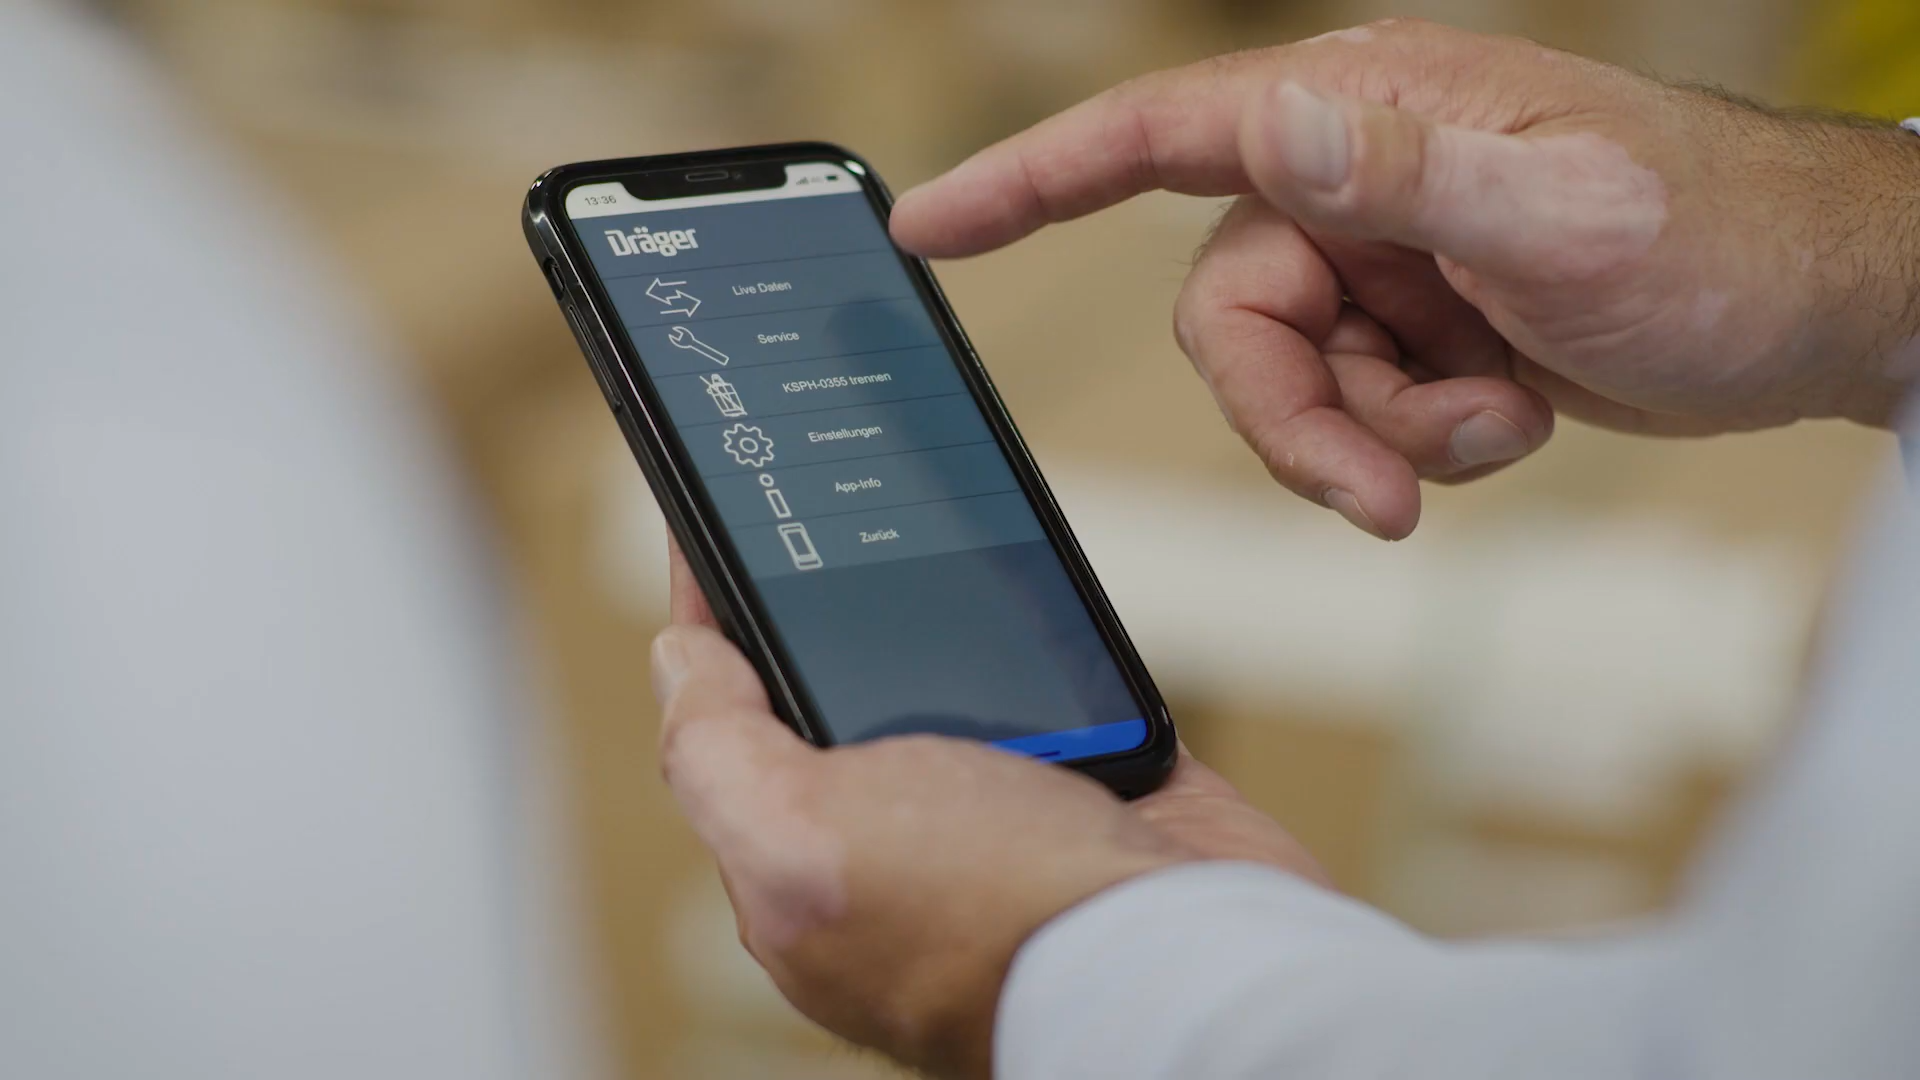 13:36
Dräger
Live Daten
Service
KSPH-0355 trennen
Einstellungen
App-Info
Zurück